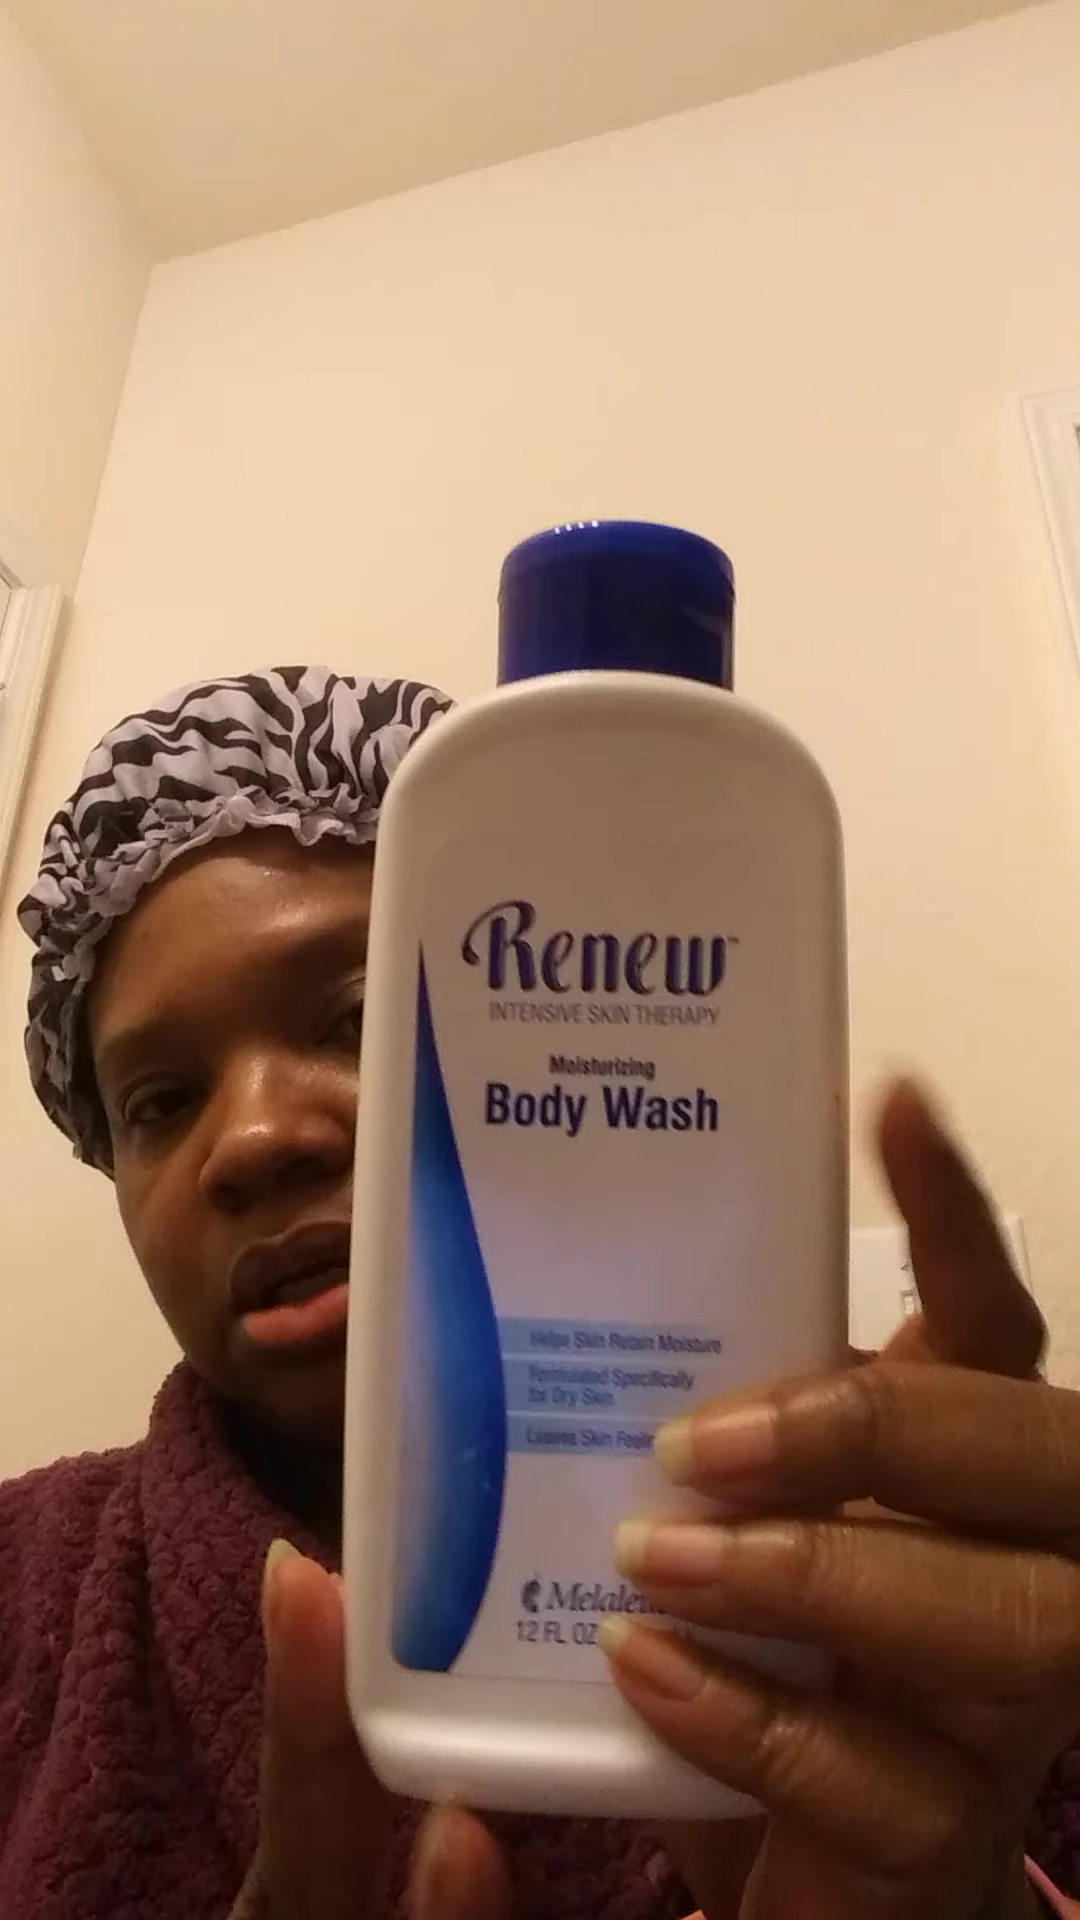 Renew™
INTENSIVE SKIN THERAPY
Moisturizing
Body Wash
Helps Skin Retain Moisture
Formulated Specifically
for Dry Skin
Leaves Skin
12 FL OZ